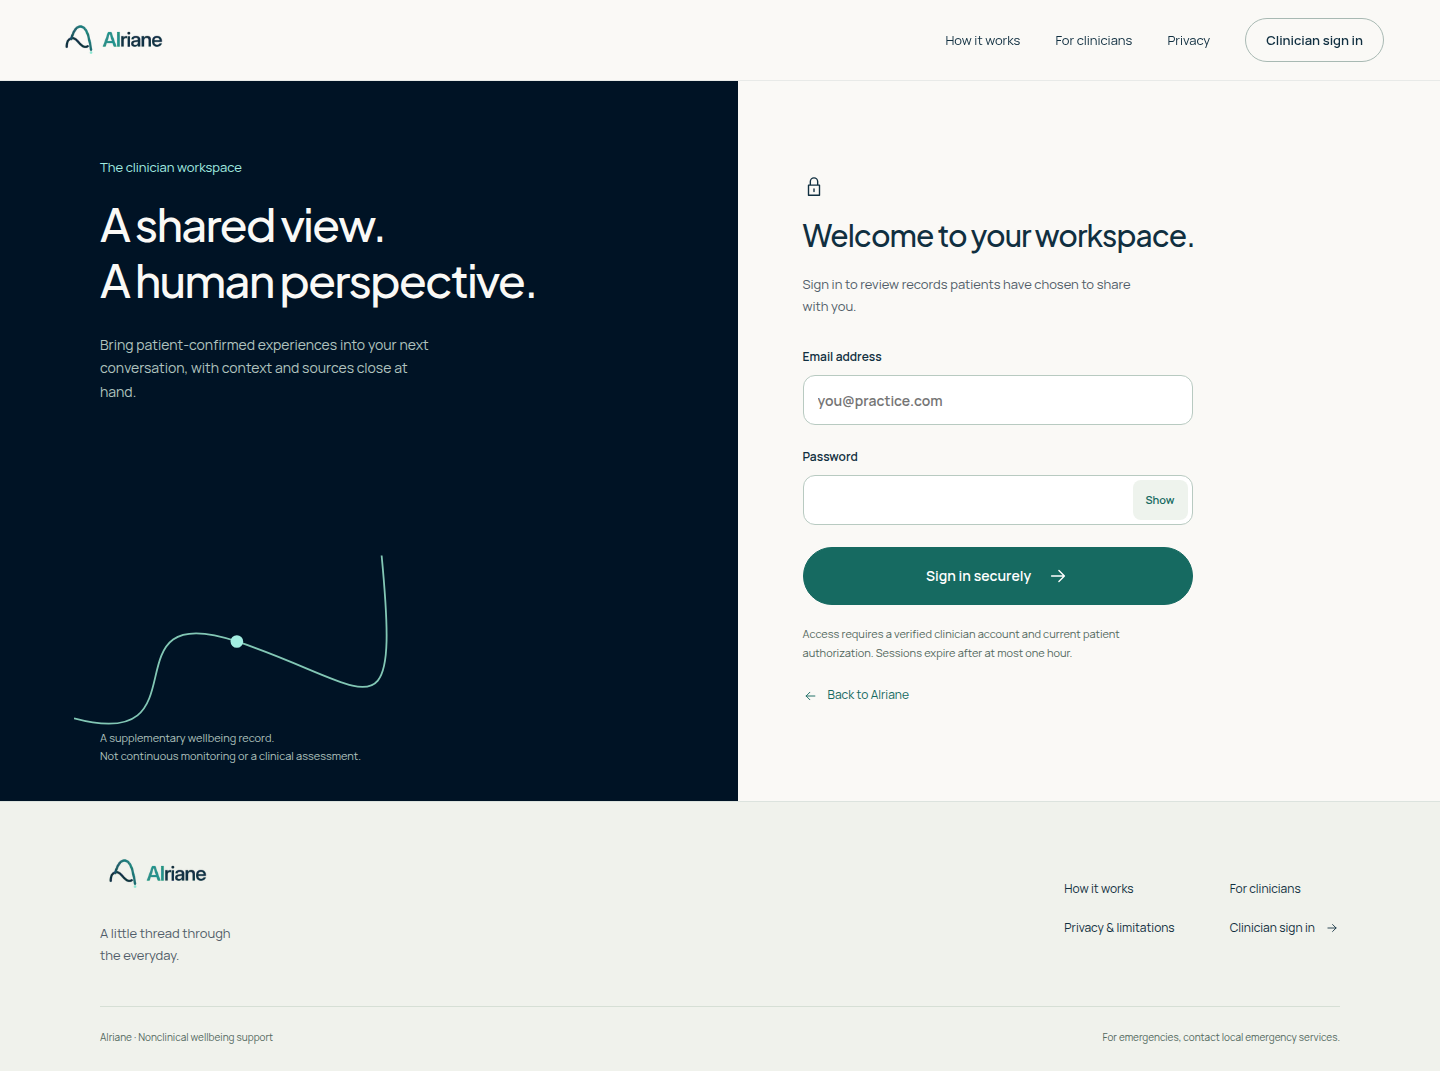 AIriane
How it works
For clinicians
Privacy
Clinician sign in
The clinician workspace
A shared view.
A human perspective.
Bring patient-confirmed experiences into your next
conversation, with context and sources close at
hand.
A supplementary wellbeing record.
Not continuous monitoring or a clinical assessment.
Welcome to your workspace.
Sign in to review records patients have chosen to share
with you.
Email address
you@practice.com
Password
Show
Sign in securely
Access requires a verified clinician account and current patient
authorization. Sessions expire after at most one hour.
Back to AIriane
AIriane
A little thread through
the everyday.
How it works
For clinicians
Privacy & limitations
Clinician sign in
AIriane · Nonclinical wellbeing support
For emergencies, contact local emergency services.